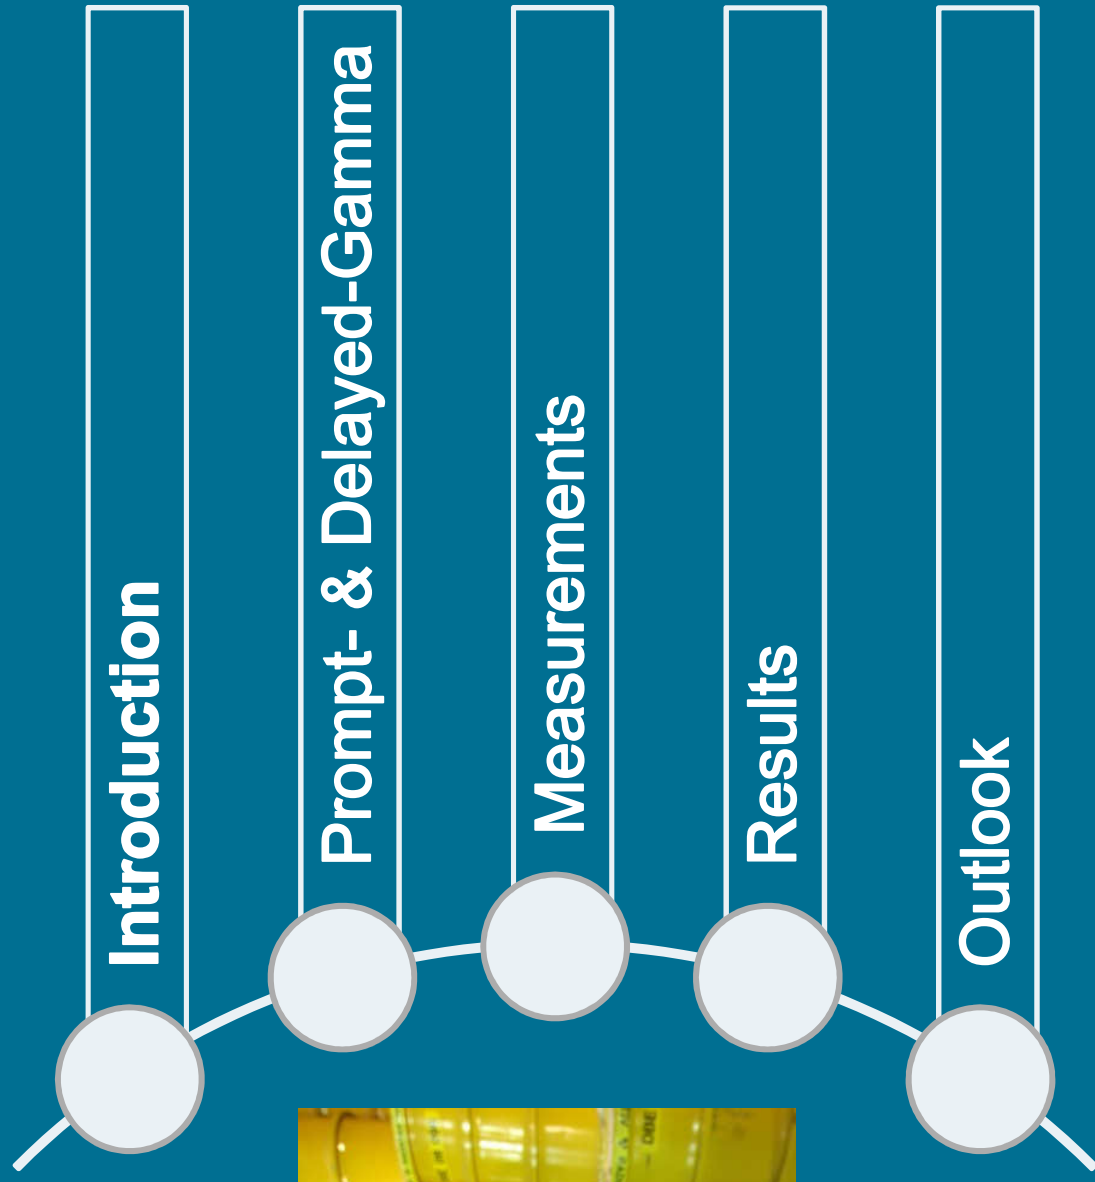 Introduction
Prompt- & Delayed-Gamma
Measurements
Results
Outlook